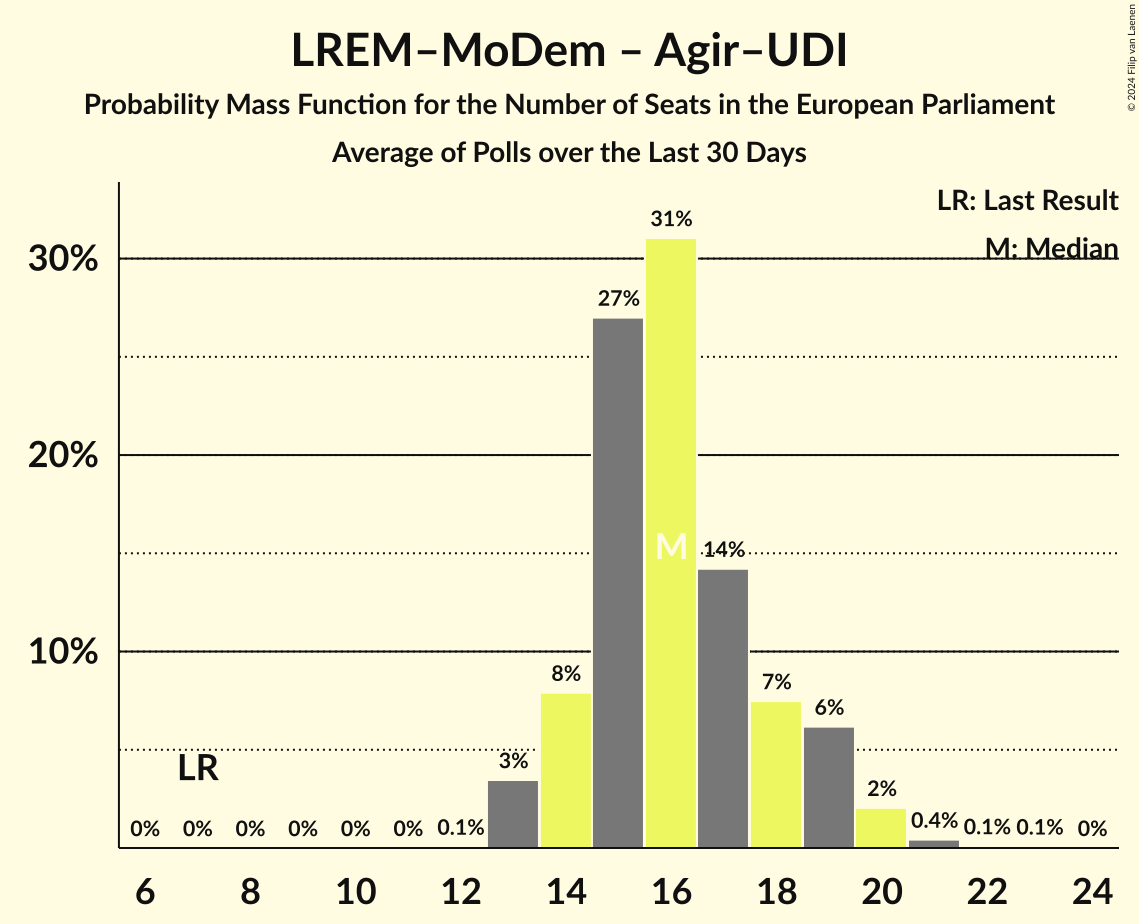 LREM–MoDem – Agir–UDI
Probability Mass Function for the Number of Seats in the European Parliament
Average of Polls over the Last 30 Days
© 2024 Filip van Laenen
LR: Last Result
M: Median
30%
20%
10%
31%
27%
M
14%
8%
7%
6%
3%
LR
2%
0% 0% 0% 0% 0% 0% 0.1% 0.4% 0.1% 0.1% 0%
6 8 10 12 14 16 18 20 22 24